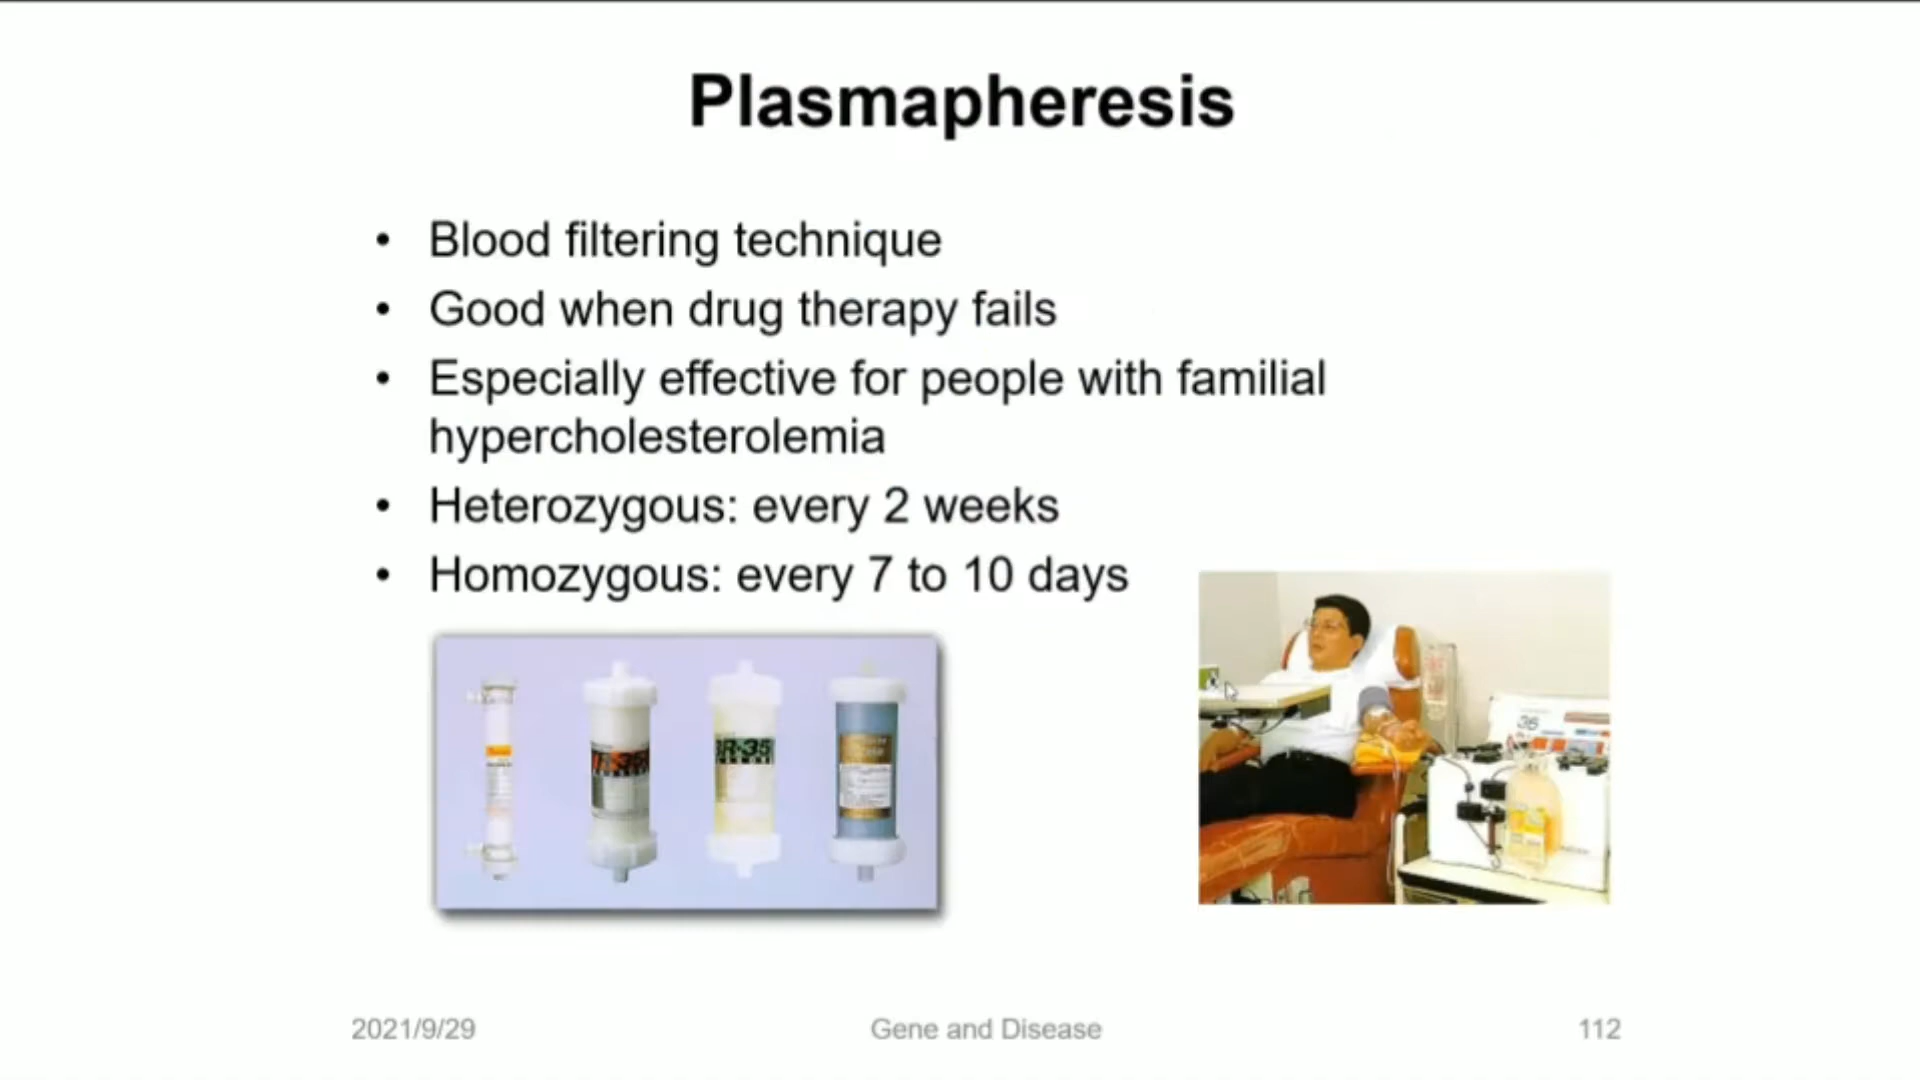 Plasmapheresis
• Blood filtering technique
• Good when drug therapy fails
• Especially effective for people with familial
hypercholesterolemia
• Heterozygous: every 2 weeks
• Homozygous: every 7 to 10 days
36
2021/9/29
Gene and Disease
112